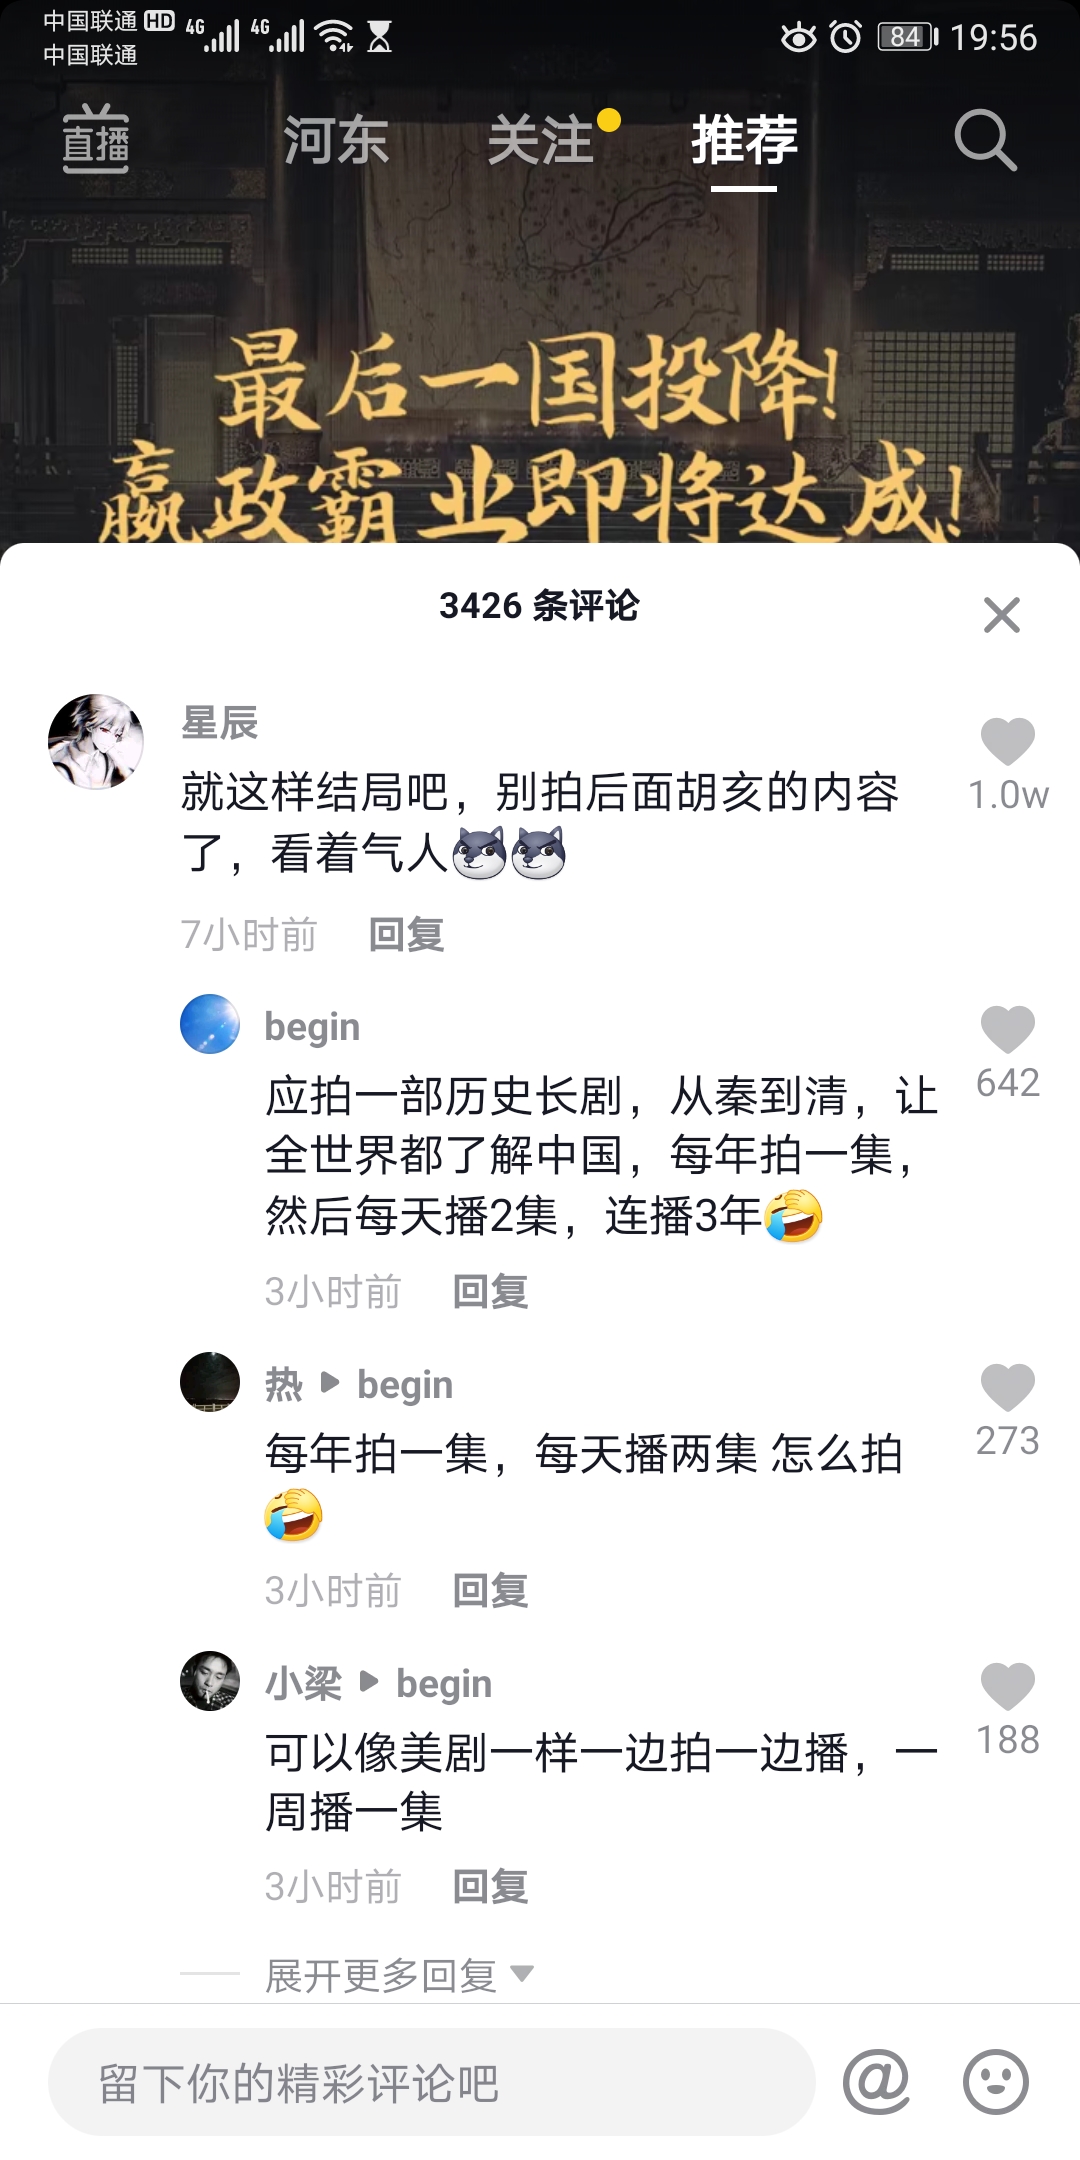 中国联通 HD 4G 4G 84 19:56
中国联通
直播 河东 关注 推荐
最后一国投降!
嬴政霸业即将达成!
3426 条评论
星辰
就这样结局吧，别拍后面胡亥的内容
了，看着气人
1.0w
7小时前 回复
begin
应拍一部历史长剧，从秦到清，让
全世界都了解中国，每年拍一集，
然后每天播2集，连播3年🤣
642
3小时前 回复
热 ▶ begin
每年拍一集，每天播两集 怎么拍
🤣
273
3小时前 回复
小梁 ▶ begin
可以像美剧一样一边拍一边播，一
周播一集
188
3小时前 回复
展开更多回复 ▼
留下你的精彩评论吧 @